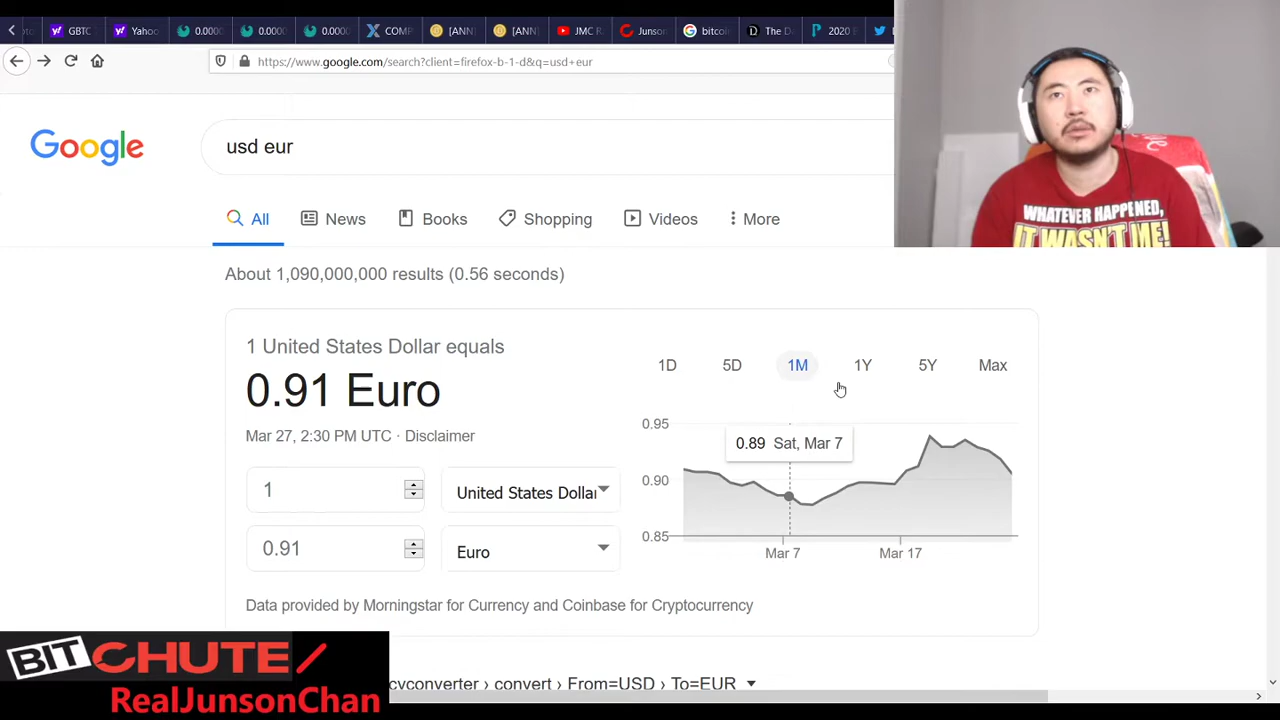 GBTC
Yahoo
0.0000
0.0000
0.0000
COMP
[ANN
[ANN
JMC R
Junson
bitcoi
The D
2020 B
https://www.google.com/search?client=firefox-b-1-d&q=usd+eur
Google
usd eur
All
News
Books
Shopping
Videos
More
WHATEVER HAPPENED,
IT WASN'T ME!
About 1,090,000,000 results (0.56 seconds)
1 United States Dollar equals
0.91 Euro
Mar 27, 2:30 PM UTC · Disclaimer
1
United States Dollar
0.91
Euro
1D
5D
1M
1Y
5Y
Max
0.95
0.89 Sat, Mar 7
0.90
0.85
Mar 7
Mar 17
Data provided by Morningstar for Currency and Coinbase for Cryptocurrency
BITCHUTE/
RealJunsonChan
cyconverter › convert › From=USD › To=EUR